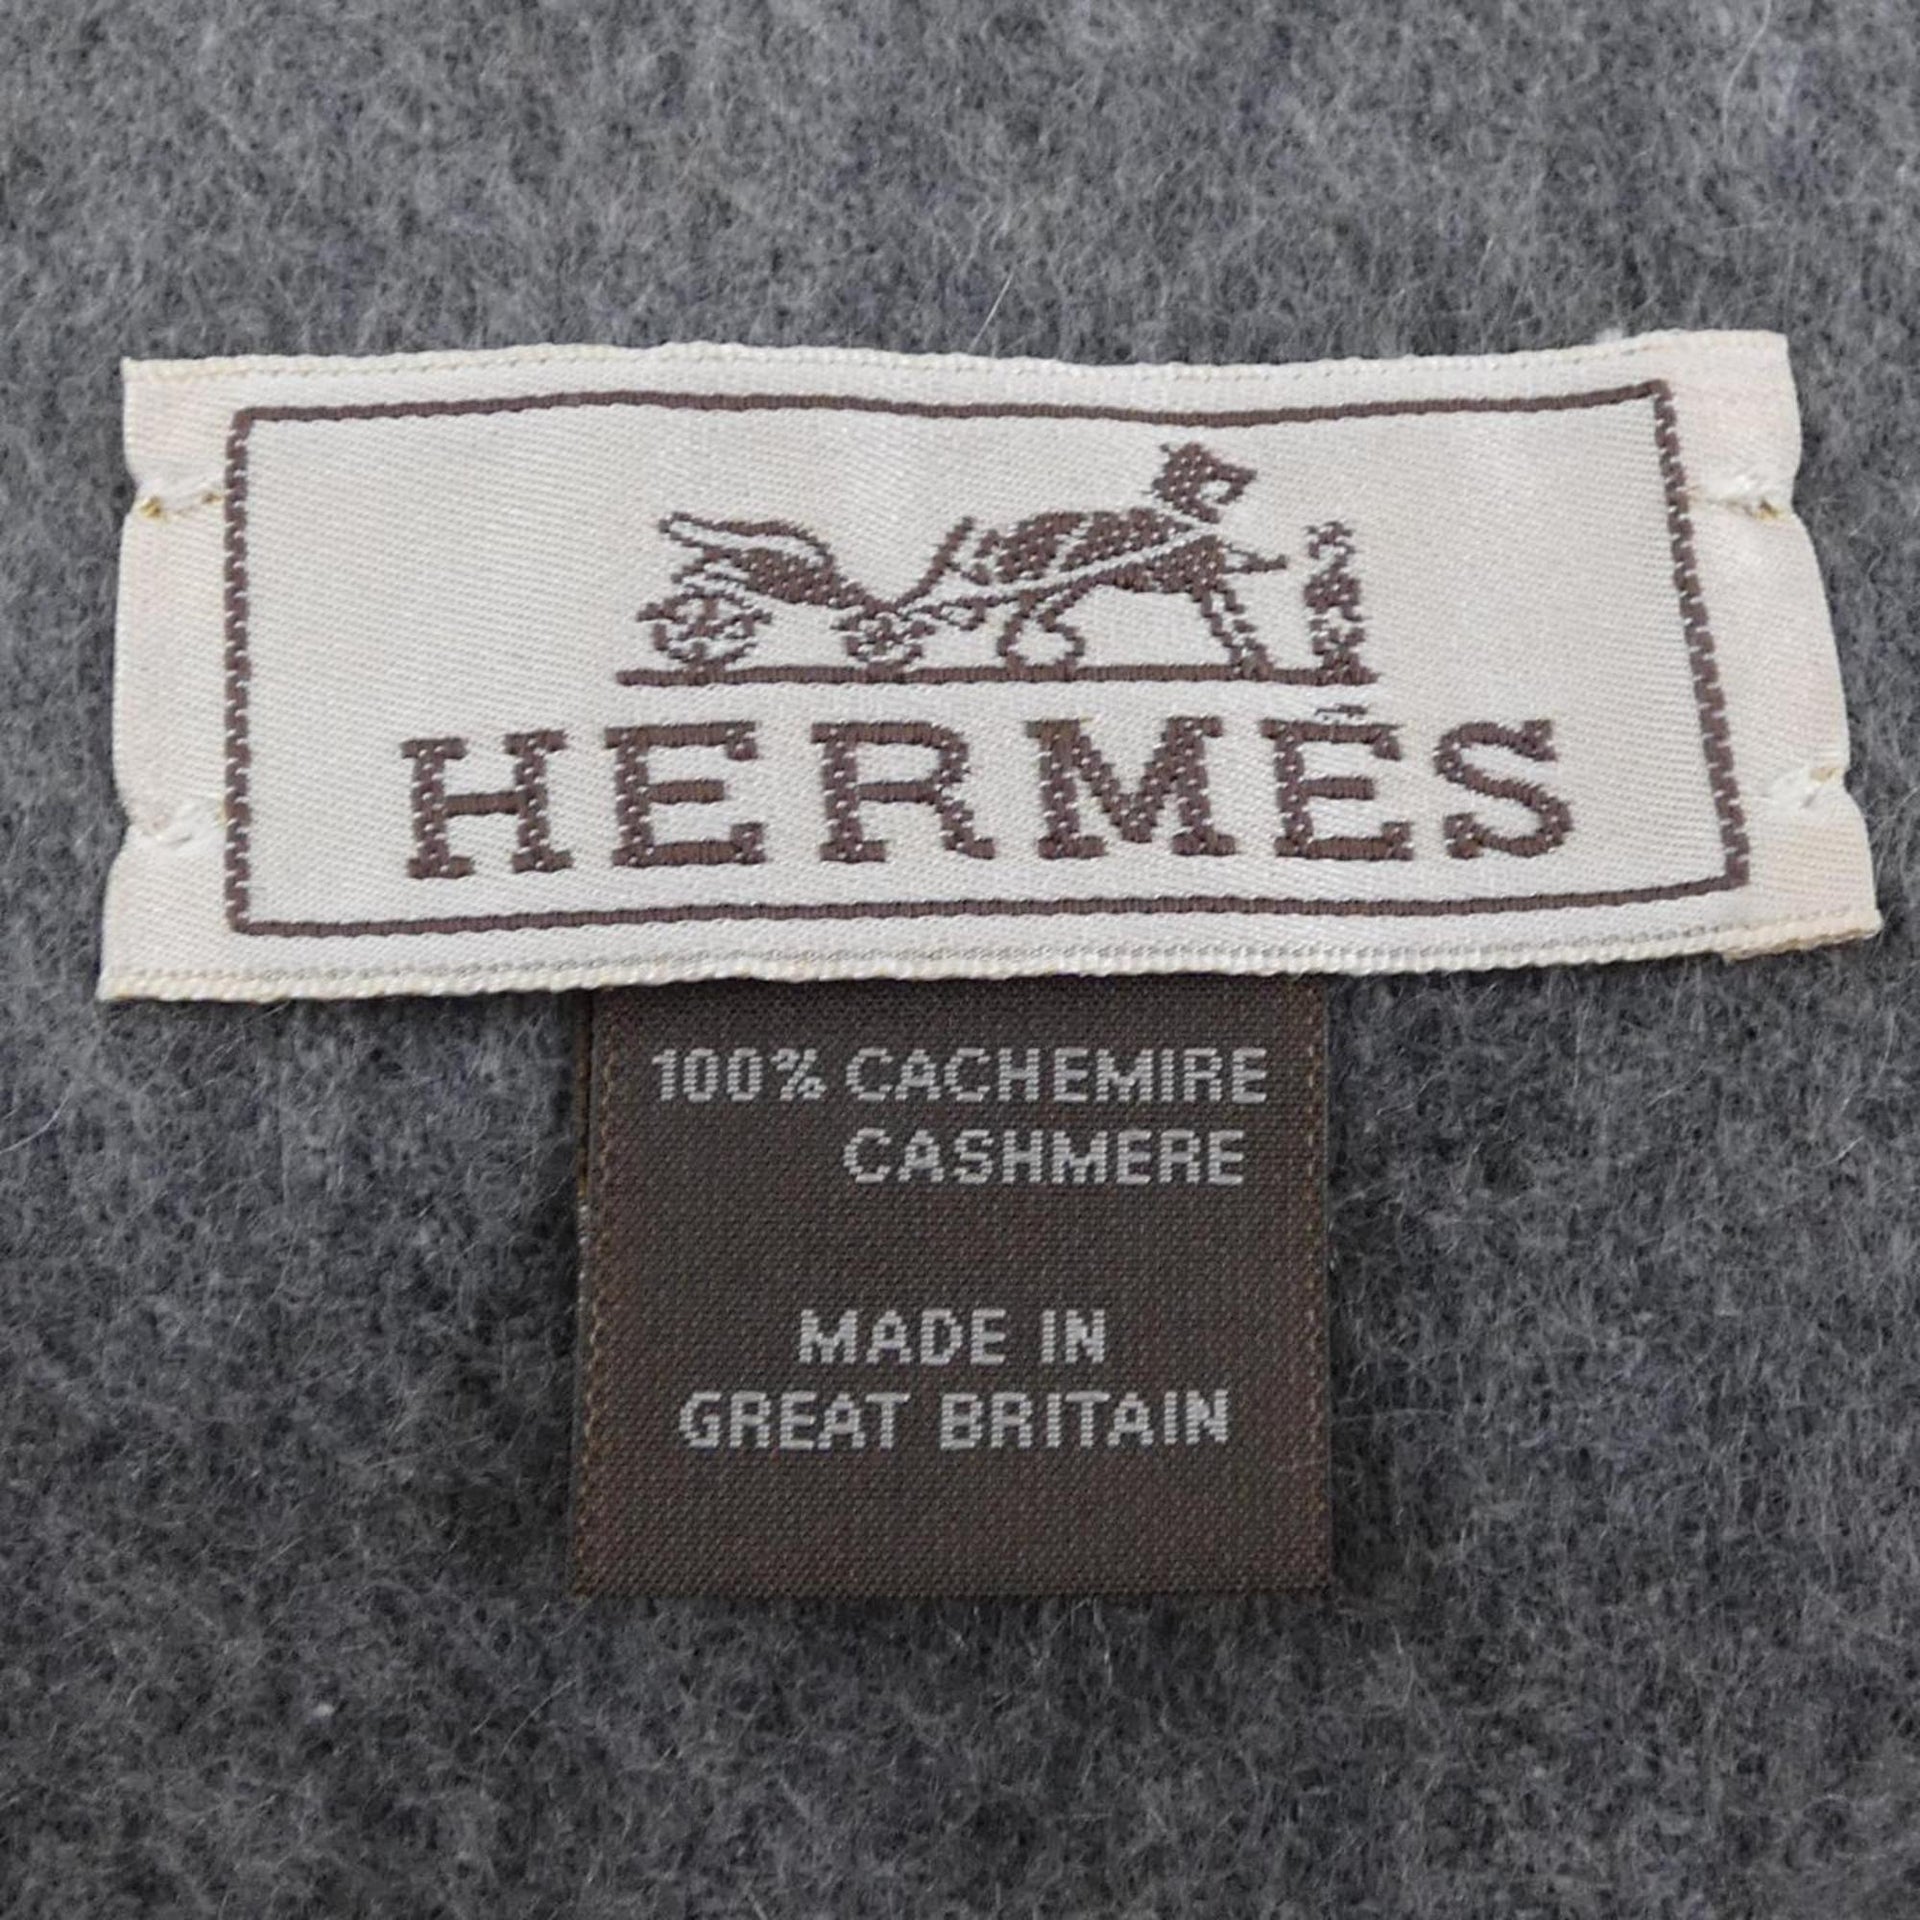 HERMÈS
100% CACHEMIRE
CASHMERE
MADE IN
GREAT BRITAIN